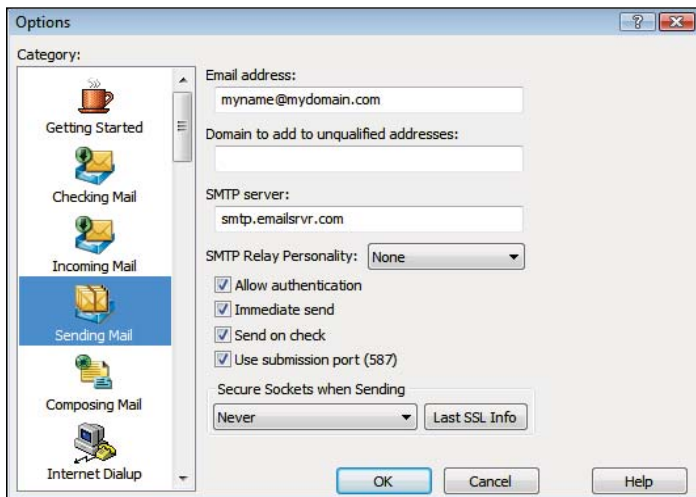 Options
Category:
Getting Started
Checking Mail
Incoming Mail
Sending Mail
Composing Mail
Internet Dialup
Email address:
myname@mydomain.com
Domain to add to unqualified addresses:
SMTP server:
smtp.emailsrvr.com
SMTP Relay Personality: None
Allow authentication
Immediate send
Send on check
Use submission port (587)
Secure Sockets when Sending
Never Last SSL Info
OK Cancel Help